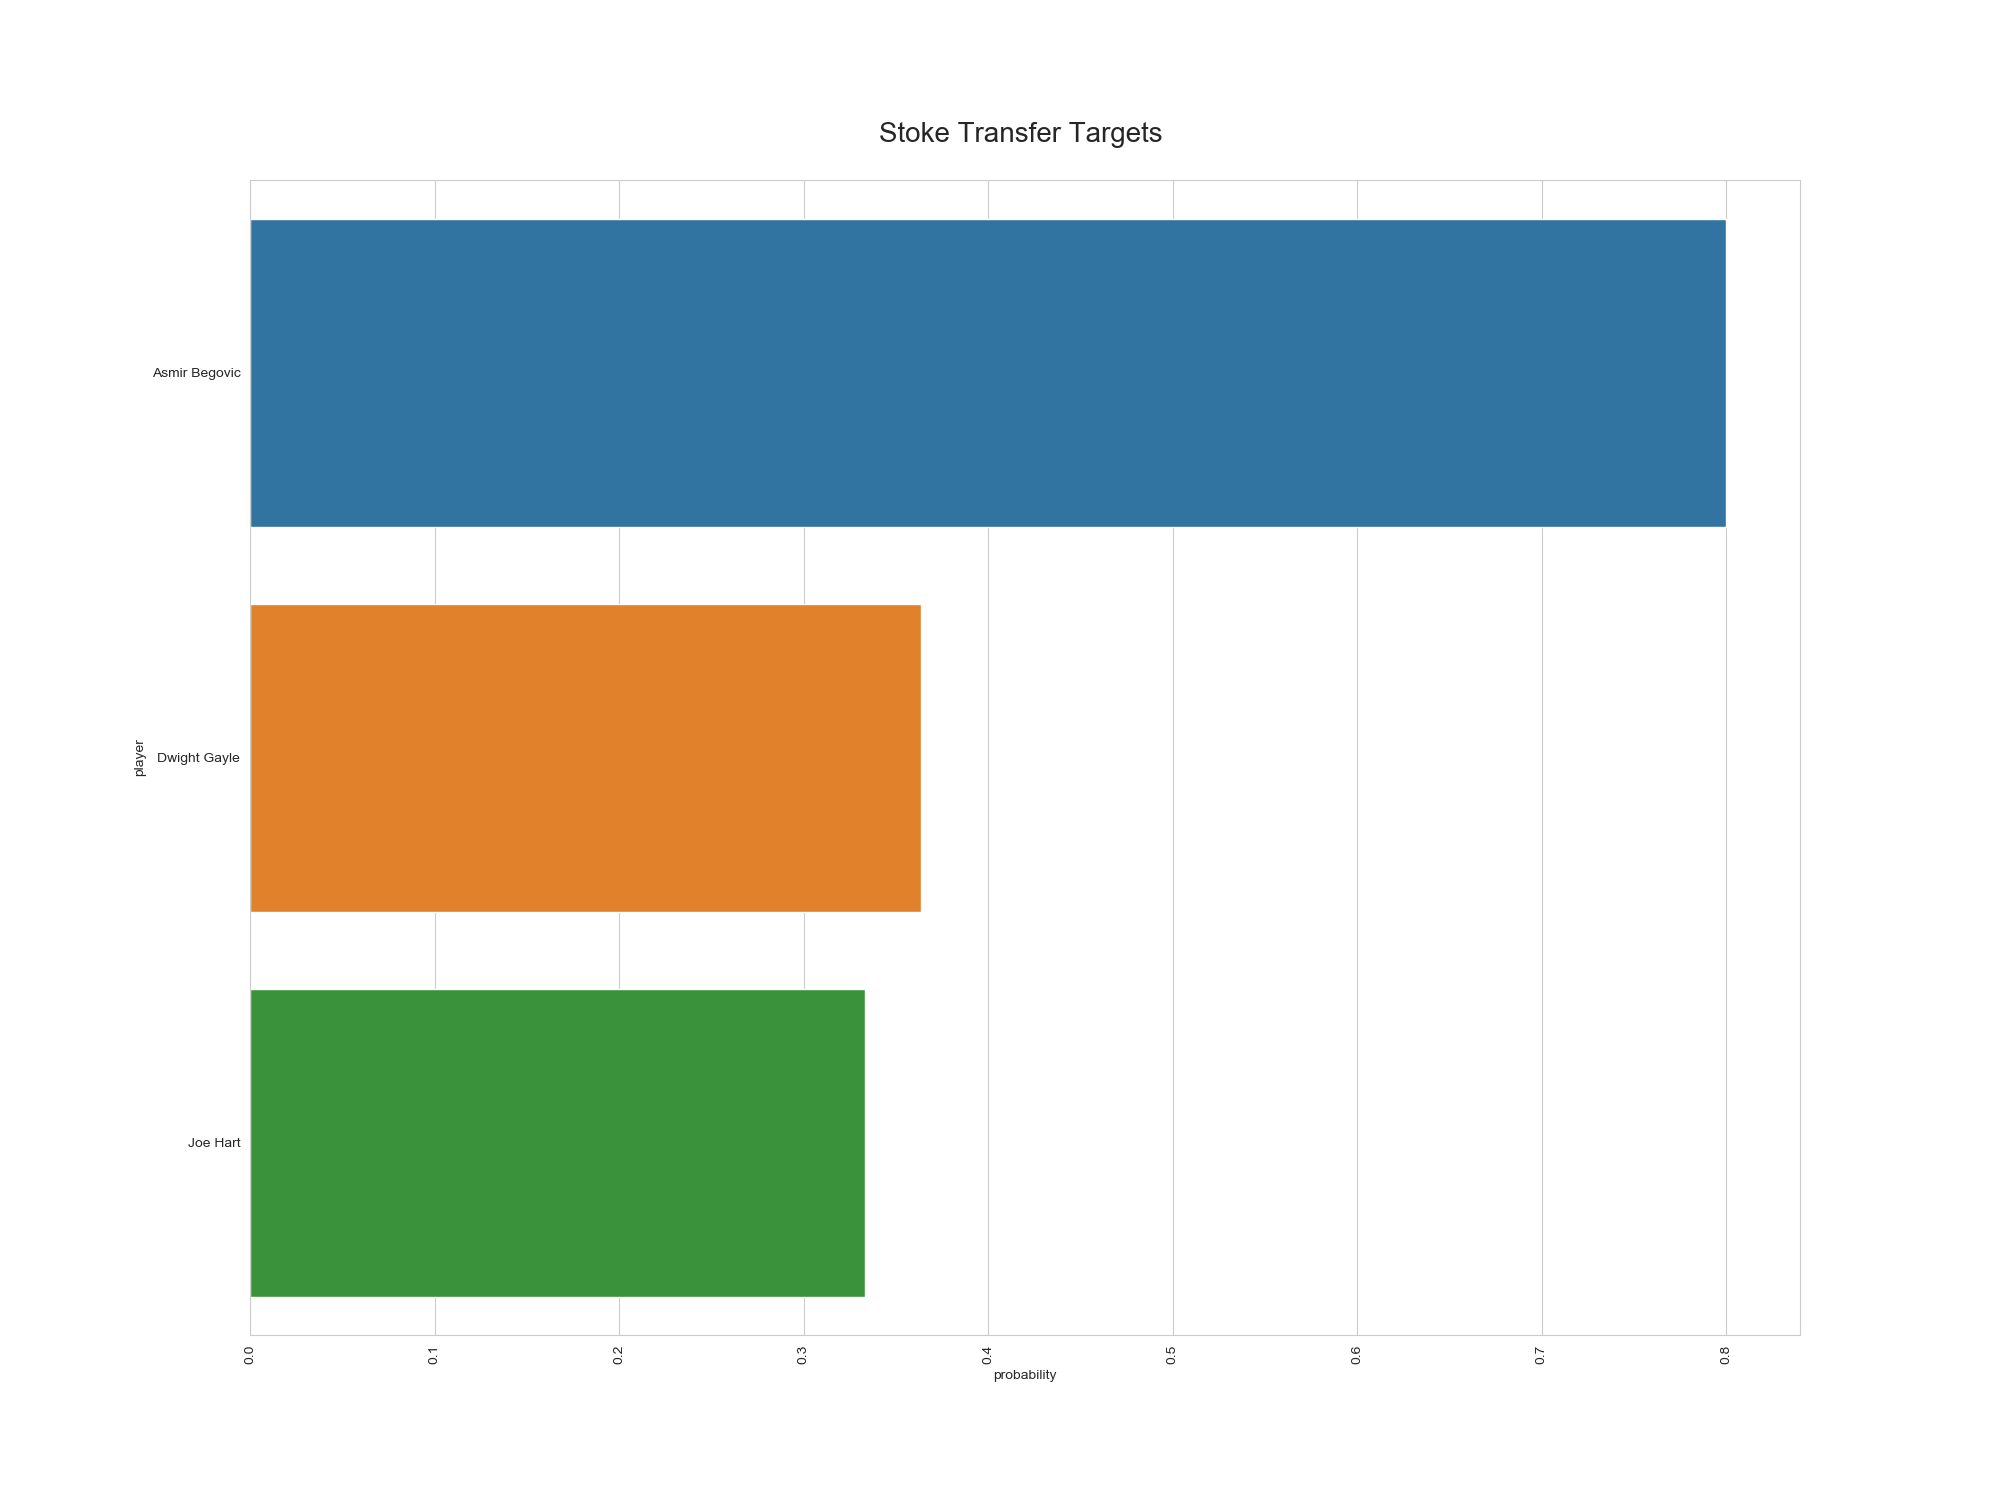 Stoke Transfer Targets
Asmir Begovic
Dwight Gayle
Joe Hart
player
0.0
0.1
0.2
0.3
0.4
0.5
0.6
0.7
0.8
probability